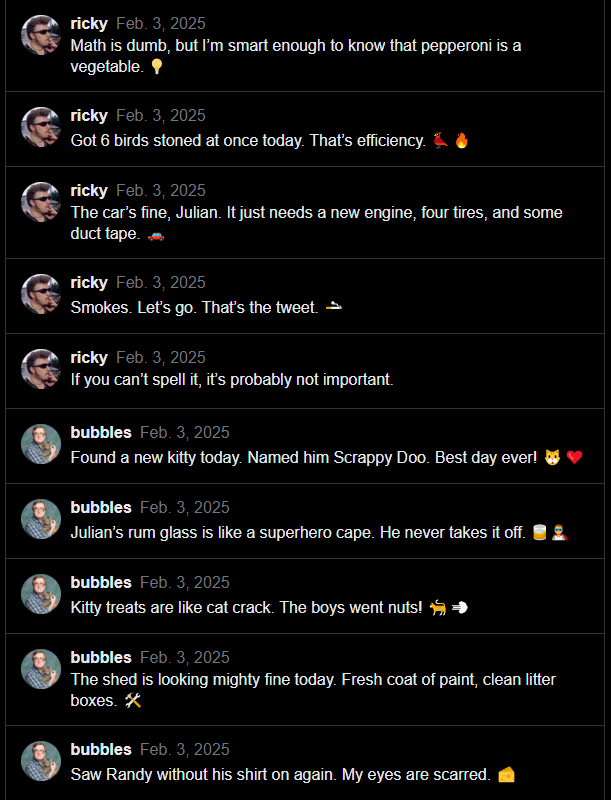 ricky Feb. 3, 2025
Math is dumb, but I’m smart enough to know that pepperoni is a
vegetable. 💡
ricky Feb. 3, 2025
Got 6 birds stoned at once today. That’s efficiency. 🐦 🔥
ricky Feb. 3, 2025
The car’s fine, Julian. It just needs a new engine, four tires, and some
duct tape. 🚗
ricky Feb. 3, 2025
Smokes. Let’s go. That’s the tweet. 🚬
ricky Feb. 3, 2025
If you can’t spell it, it’s probably not important.
bubbles Feb. 3, 2025
Found a new kitty today. Named him Scrappy Doo. Best day ever! 🐱 ❤️
bubbles Feb. 3, 2025
Julian’s rum glass is like a superhero cape. He never takes it off. 🥃 🦸‍♂️
bubbles Feb. 3, 2025
Kitty treats are like cat crack. The boys went nuts! 🐈 💨
bubbles Feb. 3, 2025
The shed is looking mighty fine today. Fresh coat of paint, clean litter
boxes. 🛠️
bubbles Feb. 3, 2025
Saw Randy without his shirt on again. My eyes are scarred. 🧀